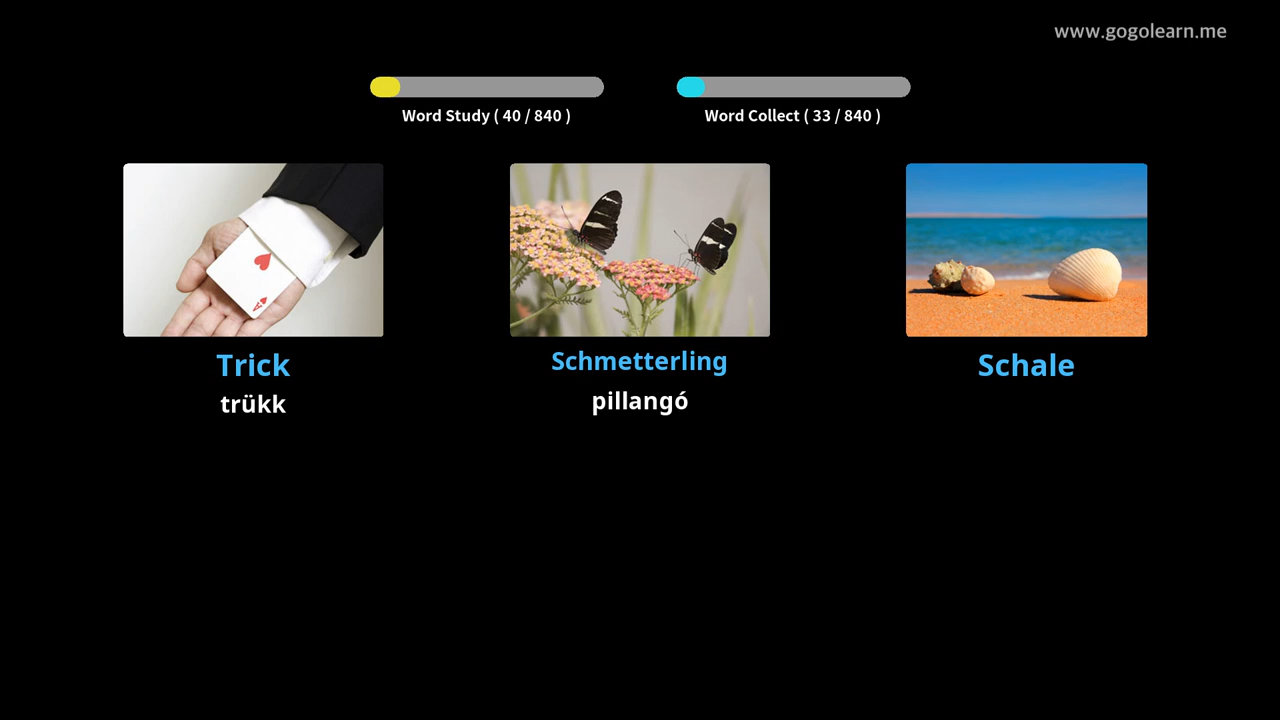 www.gogolearn.me
Word Study ( 40 / 840 )
Word Collect ( 33 / 840 )
Trick
trükk
Schmetterling
pillangó
Schale